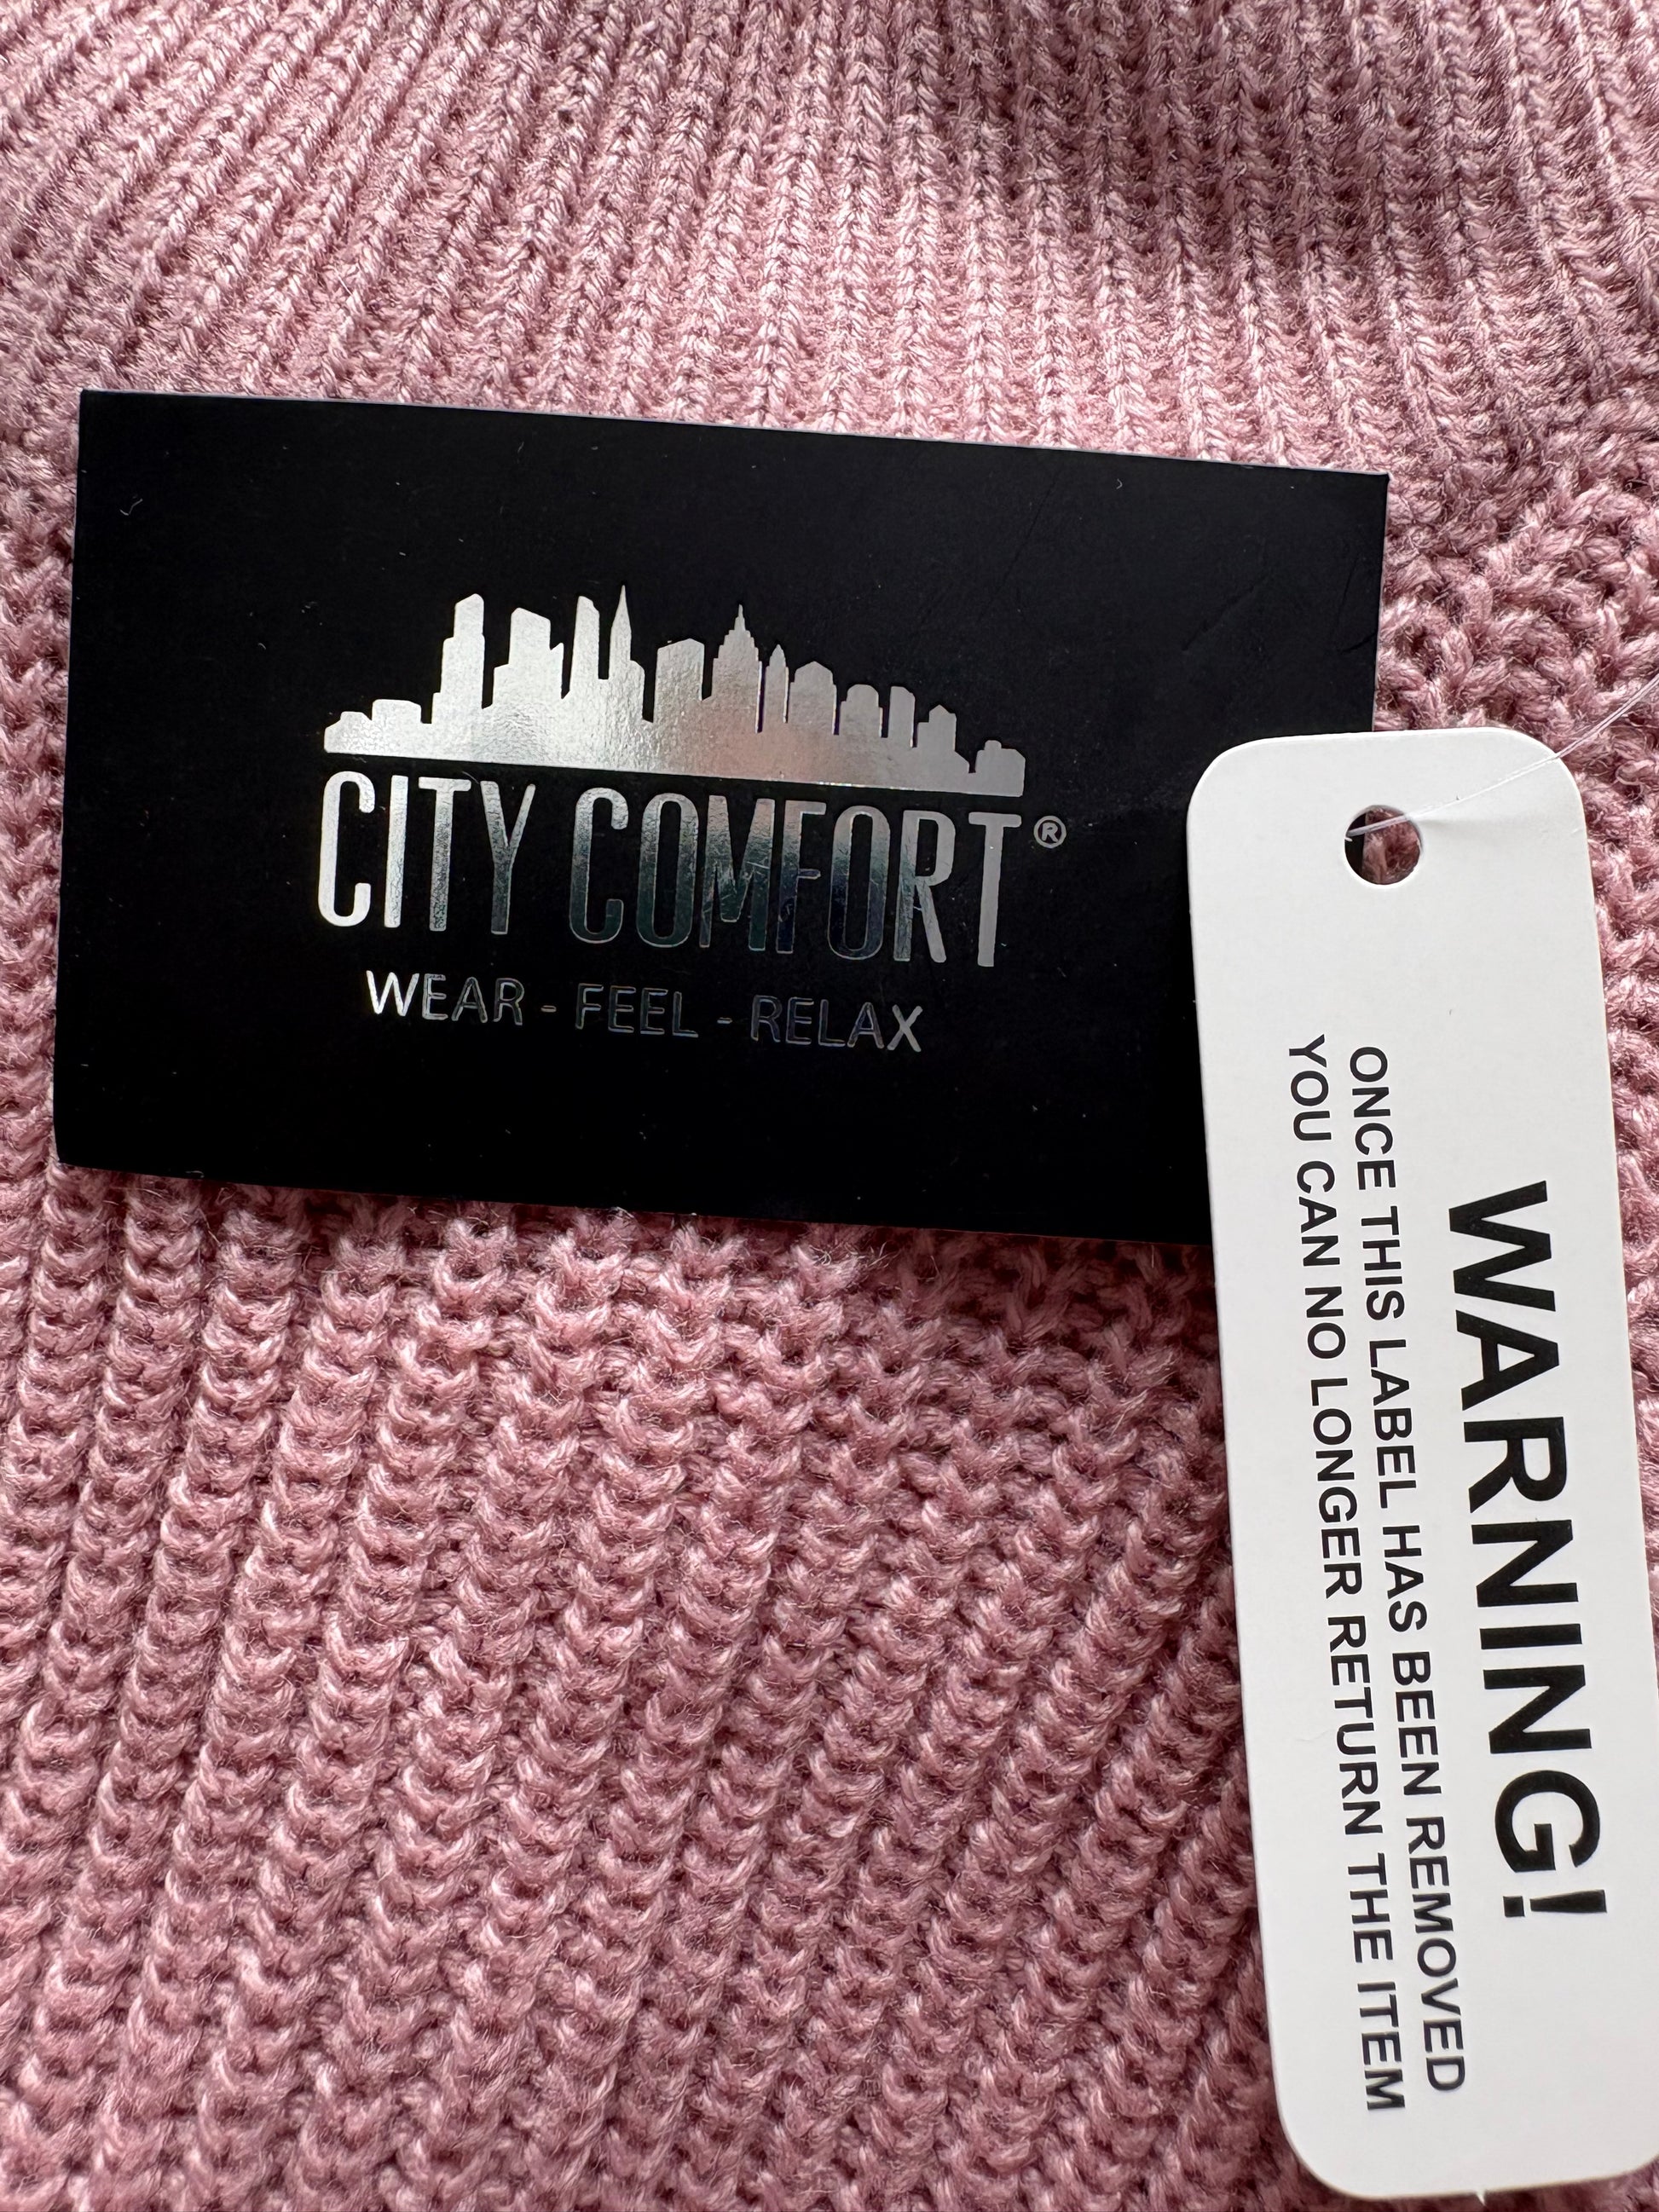 CITY COMFORT®
WEAR - FEEL - RELAX
WARNING!
ONCE THIS LABEL HAS BEEN REMOVED
YOU CAN NO LONGER RETURN THE ITEM